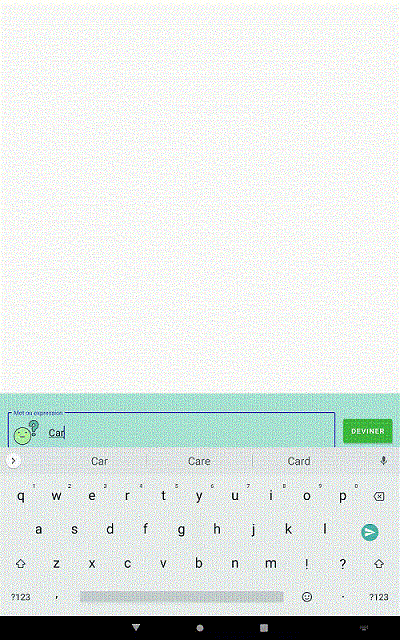 Mot ou expression
Car
DEVINER
Car Care Card
q 1 w 2 e 3 r 4 t 5 y 6 u 7 i 8 o 9 p 0
a s d f g h j k l
z x c v b n m ! ?
?123 , . ?123